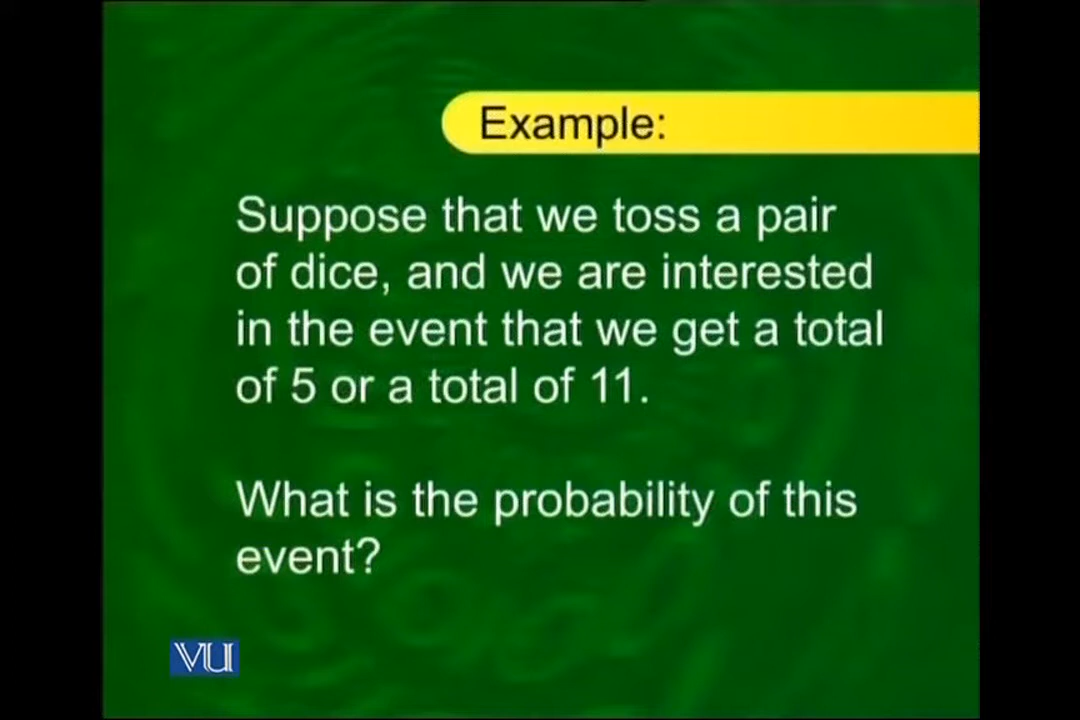 Example:
Suppose that we toss a pair
of dice, and we are interested
in the event that we get a total
of 5 or a total of 11.
What is the probability of this
event?
VU